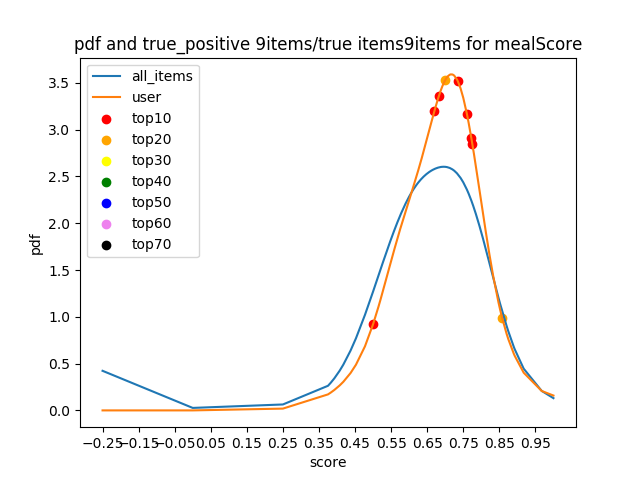 pdf and true_positive 9items/true items9items for mealScore
all_items
user
top10
top20
top30
top40
top50
top60
top70
pdf
3.5
3.0
2.5
2.0
1.5
1.0
0.5
0.0
−0.25−0.15−0.05 0.05 0.15 0.25 0.35 0.45 0.55 0.65 0.75 0.85 0.95
score